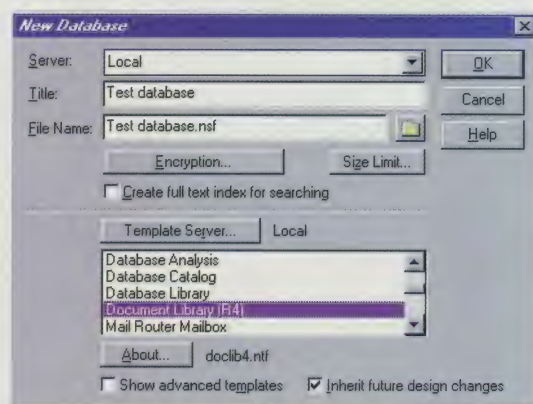 New Database
Server: Local OK
Title: Test database Cancel
File Name: Test database.nsf Help
Encryption... Size Limit...
Create full text index for searching
Template Server... Local
Database Analysis
Database Catalog
Database Library
Document Library (R4)
Mail Router Mailbox
About... doclib4.ntf
Show advanced templates Inherit future design changes